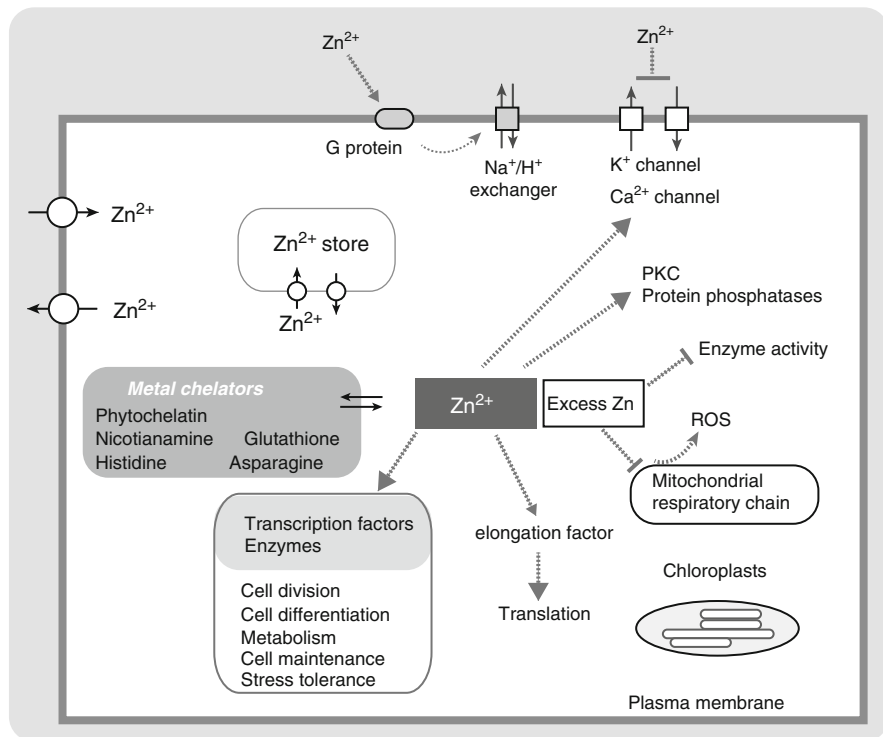 Zn²⁺
Zn²⁺
G protein
Na⁺/H⁺
exchanger
K⁺ channel
Ca²⁺ channel
Zn²⁺
Zn²⁺ store
Zn²⁺
Zn²⁺
PKC
Protein phosphatases
Enzyme activity
Metal chelators
Phytochelatin
Nicotianamine Glutathione
Histidine Asparagine
Zn²⁺
Excess Zn
ROS
Mitochondrial
respiratory chain
Transcription factors
Enzymes
Cell division
Cell differentiation
Metabolism
Cell maintenance
Stress tolerance
elongation factor
Translation
Chloroplasts
Plasma membrane